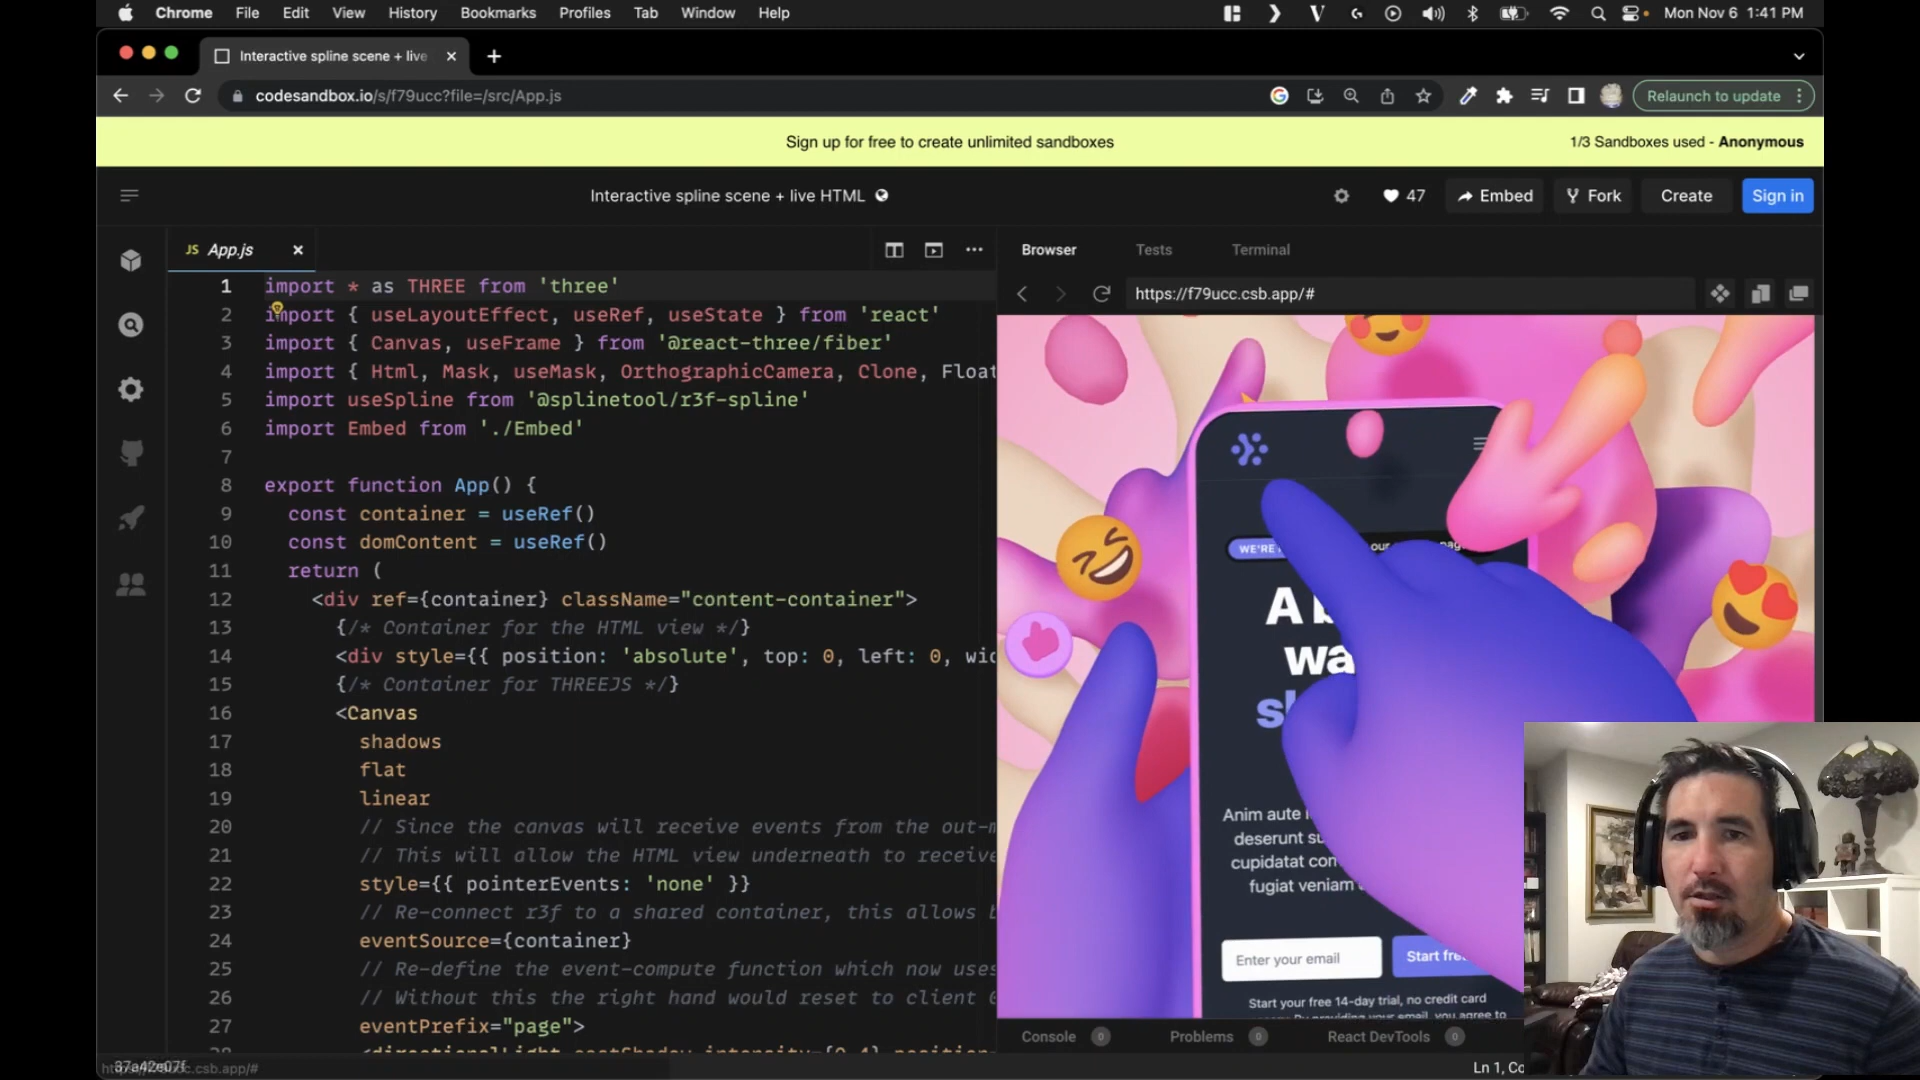 Chrome File Edit View History Bookmarks Profiles Tab Window Help
Mon Nov 6 1:41 PM
Interactive spline scene + live
codesandbox.io/s/f79ucc?file=/src/App.js
Relaunch to update
Sign up for free to create unlimited sandboxes
1/3 Sandboxes used - Anonymous
Interactive spline scene + live HTML
47 Embed Fork Create Sign in
JS App.js
Browser Tests Terminal
https://f79ucc.csb.app/#
1 import * as THREE from 'three'
2 import { useLayoutEffect, useRef, useState } from 'react'
3 import { Canvas, useFrame } from '@react-three/fiber'
4 import { Html, Mask, useMask, OrthographicCamera, Clone, Float
5 import useSpline from '@splinetool/r3f-spline'
6 import Embed from './Embed'
7
8 export function App() {
9 const container = useRef()
10 const domContent = useRef()
11 return (
12 <div ref={container} className="content-container">
13 {/* Container for the HTML view */}
14 <div style={{ position: 'absolute', top: 0, left: 0, wid
15 {/* Container for THREEJS */}
16 <Canvas
17 shadows
18 flat
19 linear
20 // Since the canvas will receive events from the out-
21 // This will allow the HTML view underneath to receive
22 style={{ pointerEvents: 'none' }}
23 // Re-connect r3f to a shared container, this allows
24 eventSource={container}
25 // Re-define the event-compute function which now uses
26 // Without this the right hand would reset to client
27 eventPrefix="page">
WE'RE
our
A b
wa
s
Anim aute
deserunt
cupidatat
fugiat veniam
Enter your email
Start fre
Start your free 14-day trial, no credit card
Console 0 Problems 0 React DevTools 0
Ln 1, Co